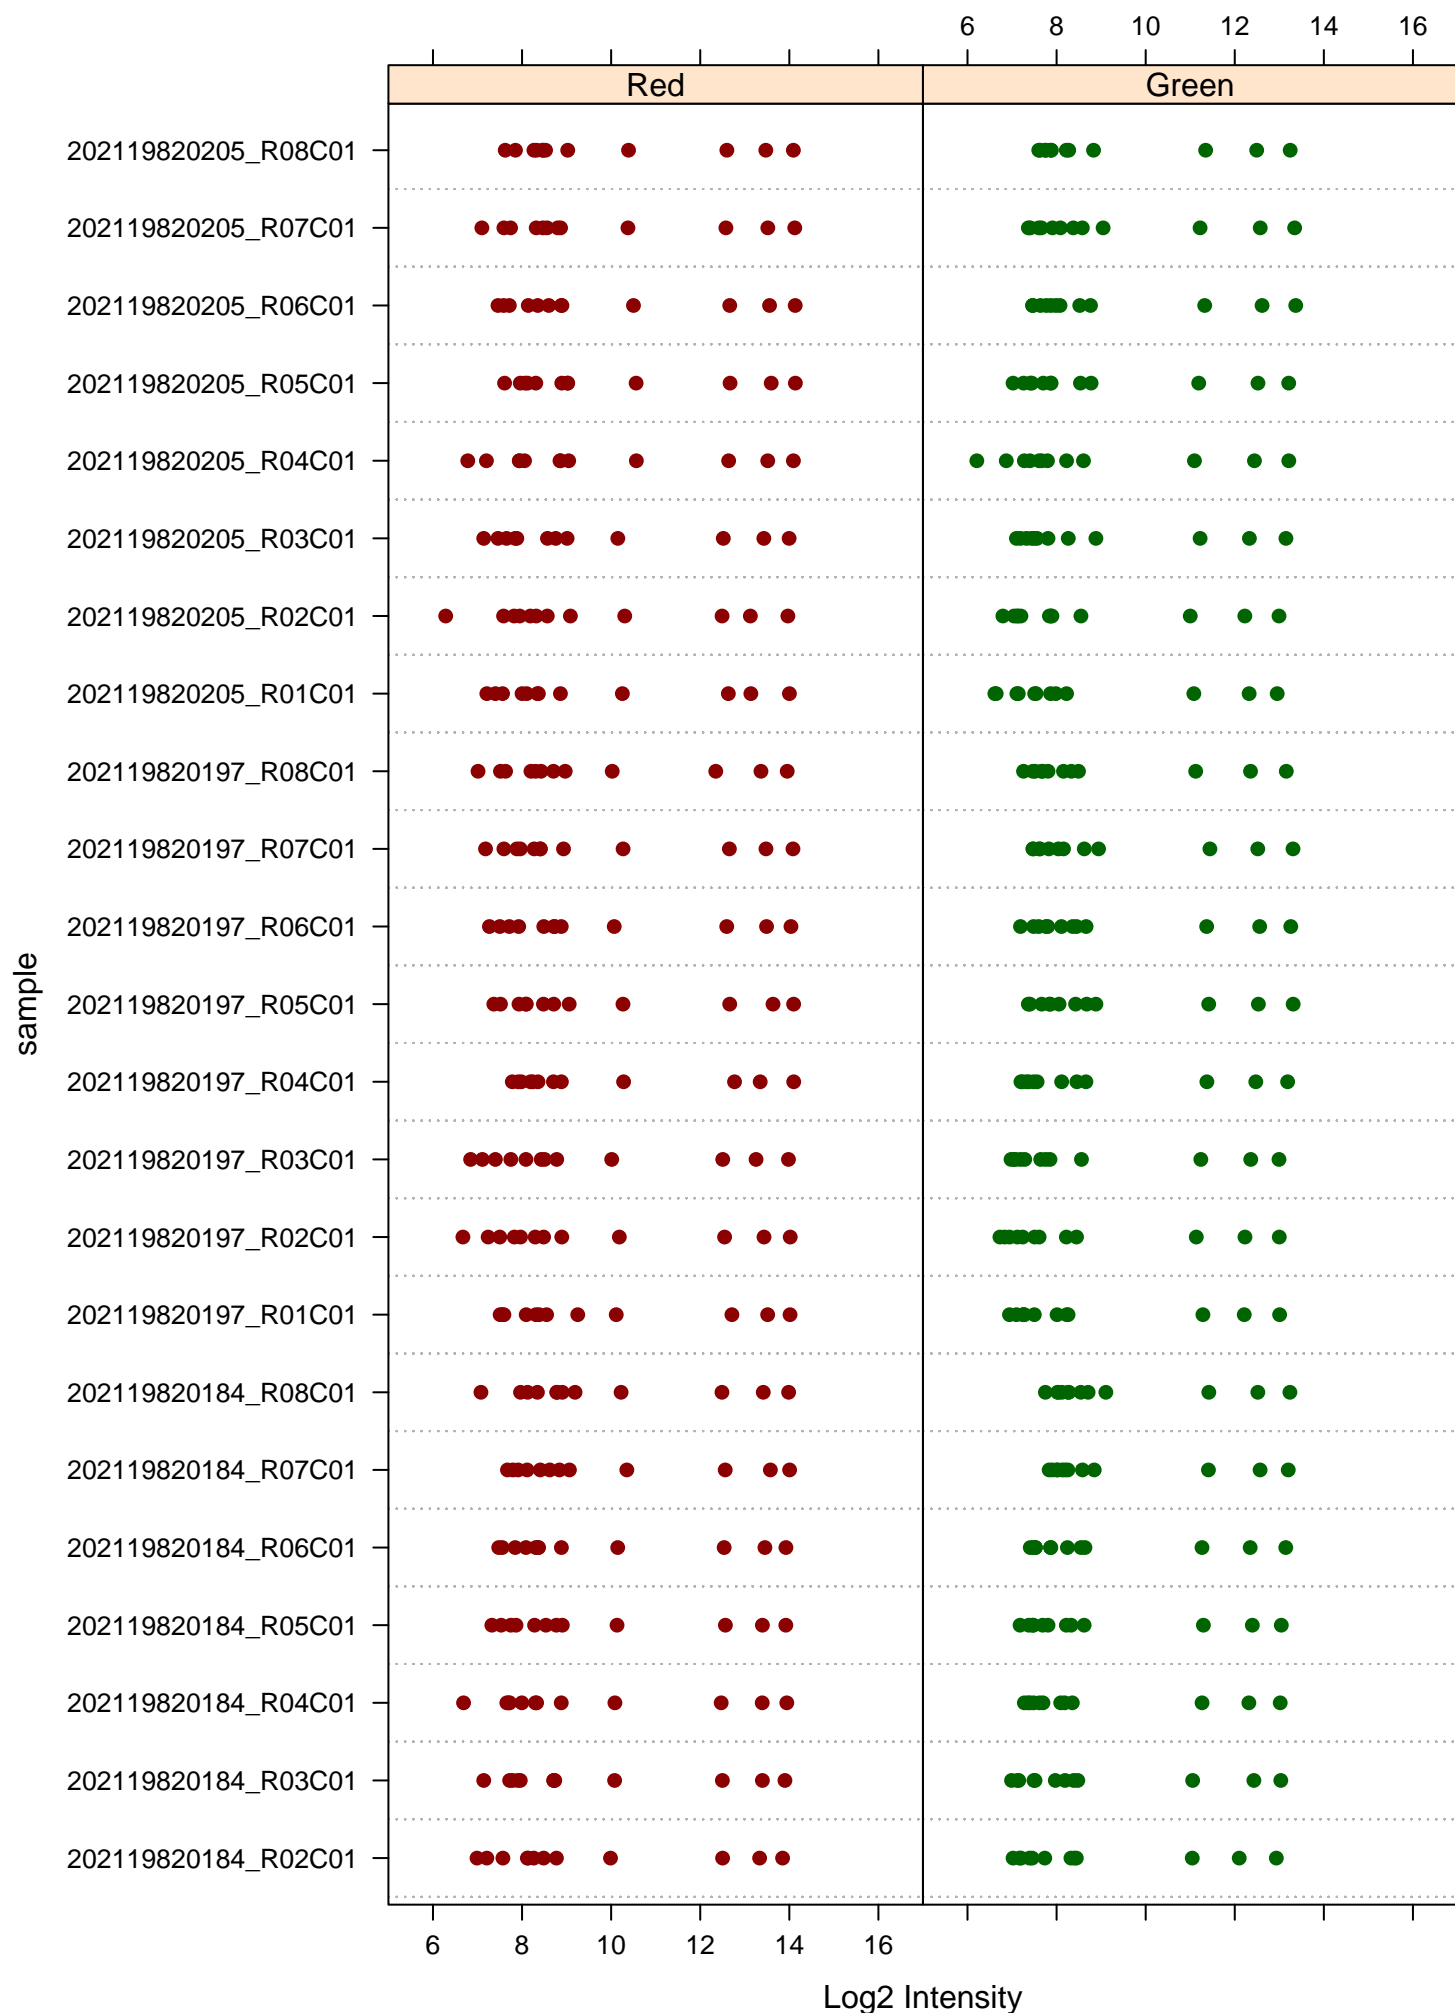 6 8 10 12 14 16
Red Green
202119820205_R08C01
202119820205_R07C01
202119820205_R06C01
202119820205_R05C01
202119820205_R04C01
202119820205_R03C01
202119820205_R02C01
202119820205_R01C01
202119820197_R08C01
202119820197_R07C01
202119820197_R06C01
202119820197_R05C01
202119820197_R04C01
202119820197_R03C01
202119820197_R02C01
202119820197_R01C01
202119820184_R08C01
202119820184_R07C01
202119820184_R06C01
202119820184_R05C01
202119820184_R04C01
202119820184_R03C01
202119820184_R02C01
sample
6 8 10 12 14 16
Log2 Intensity